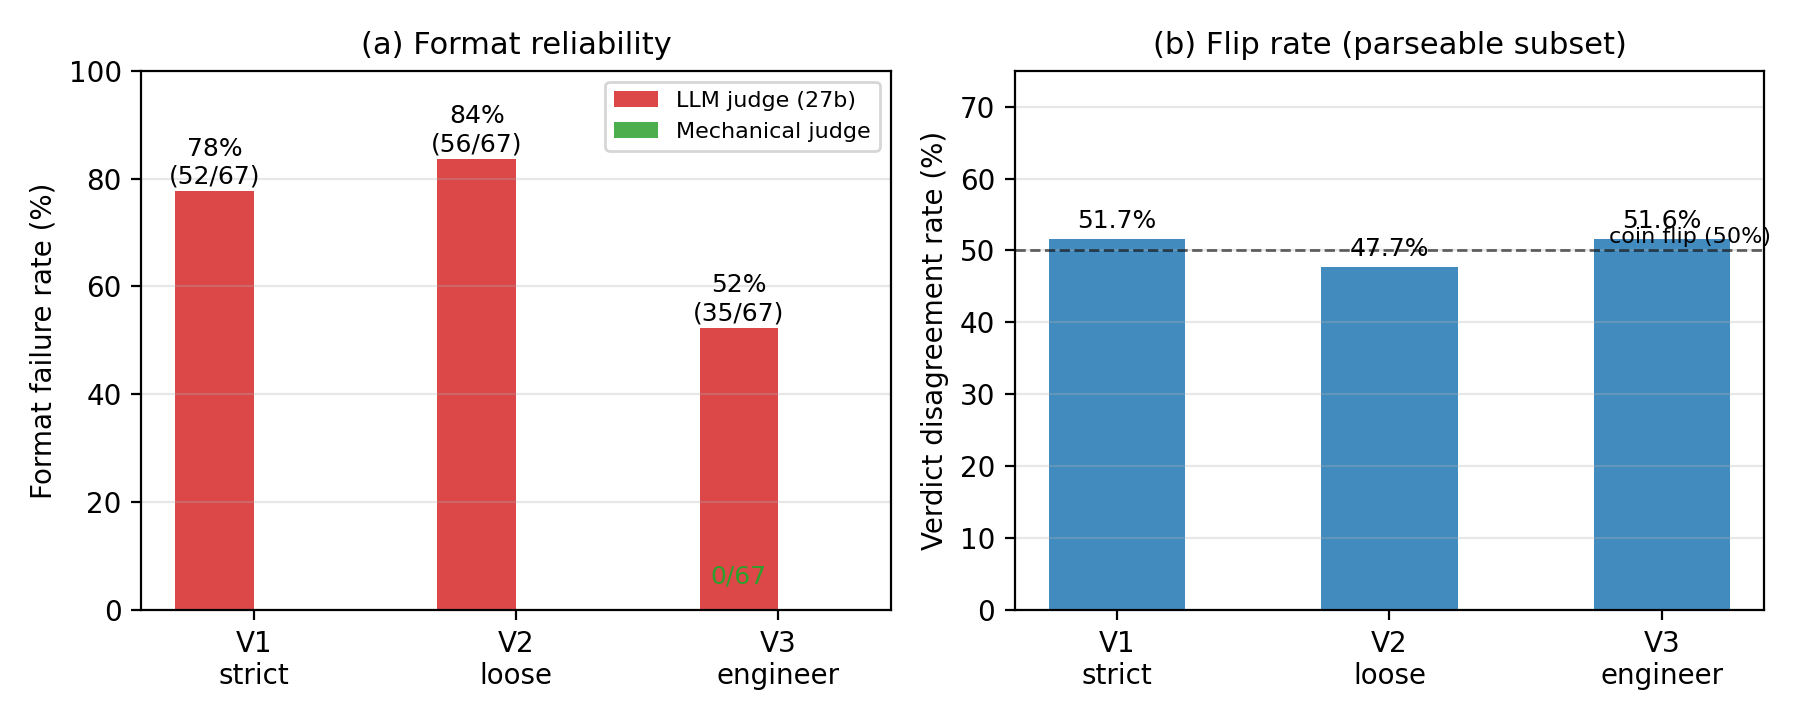 (a) Format reliability
Format failure rate (%)
100
80
60
40
20
0
78%
(52/67)
84%
(56/67)
52%
(35/67)
0/67
LLM judge (27b)
Mechanical judge
V1
strict
V2
loose
V3
engineer
(b) Flip rate (parseable subset)
Verdict disagreement rate (%)
70
60
50
40
30
20
10
0
51.7%
47.7%
51.6%
coin flip (50%)
V1
strict
V2
loose
V3
engineer